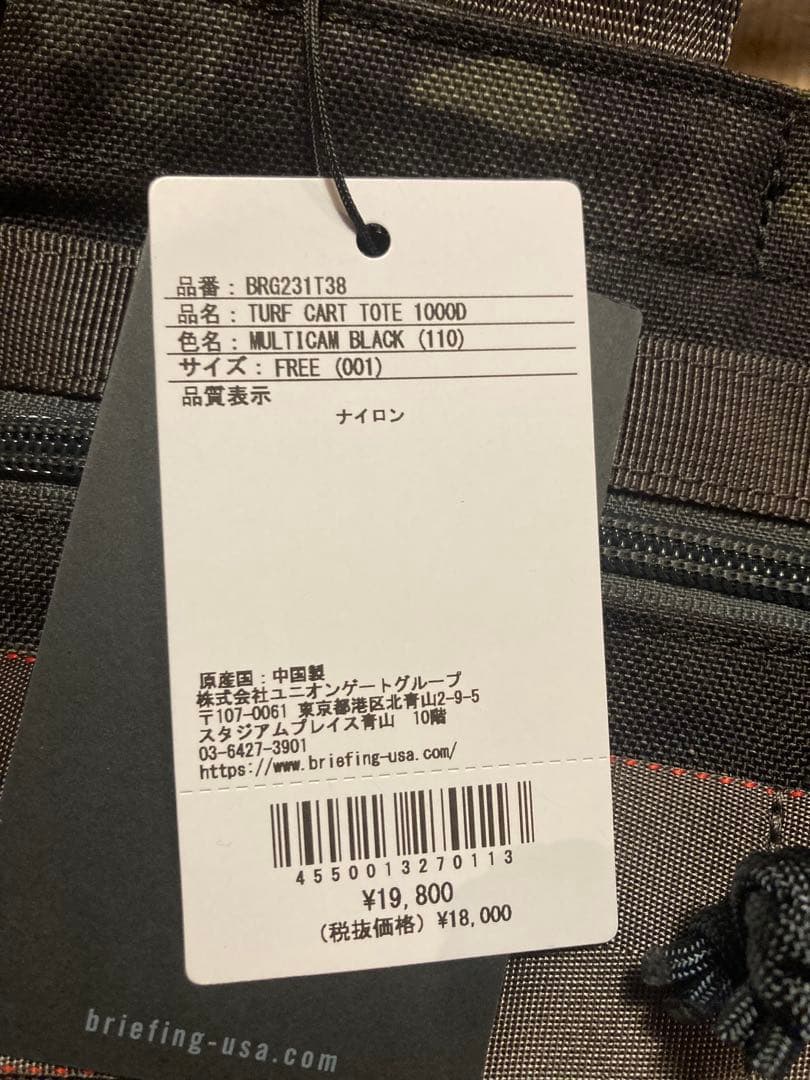 品番：BRG231T38
品名：TURF CART TOTE 1000D
色名：MULTICAM BLACK (110)
サイズ：FREE (001)
品質表示
ナイロン
原産国：中国製
株式会社ユニオンゲートグループ
〒107-0061 東京都港区北青山2-9-5
スタジアムプレイス青山 10階
03-6427-3901
https://www.briefing-usa.com/
4550013270113
¥19,800
(税抜価格) ¥18,000
briefing-usa.com